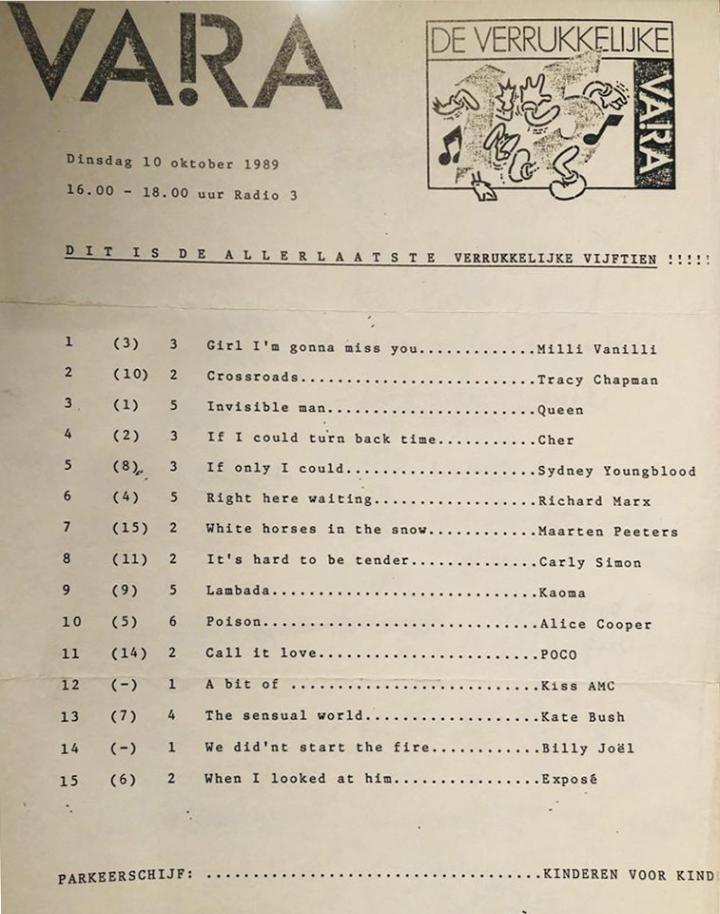 VARA
DE VERRUKKELIJKE
VARA
Dinsdag 10 oktober 1989
16.00 - 18.00 uur Radio 3
D I T  I S  D E  A L L E R L A A T S T E  VERRUKKELIJKE VIJFTIEN !!!!!
1 (3) 3 Girl I'm gonna miss you.............Milli Vanilli
2 (10) 2 Crossroads.........................Tracy Chapman
3 (1) 5 Invisible man.......................Queen
4 (2) 3 If I could turn back time...........Cher
5 (8) 3 If only I could.....................Sydney Youngblood
6 (4) 5 Right here waiting..................Richard Marx
7 (15) 2 White horses in the snow............Maarten Peeters
8 (11) 2 It's hard to be tender..............Carly Simon
9 (9) 5 Lambada.............................Kaoma
10 (5) 6 Poison..............................Alice Cooper
11 (14) 2 Call it love........................POCO
12 (-) 1 A bit of ...........................Kiss AMC
13 (7) 4 The sensual world...................Kate Bush
14 (-) 1 We did'nt start the fire............Billy Joël
15 (6) 2 When I looked at him................Exposé
PARKEERSCHIJF: ....................................KINDEREN VOOR KIND